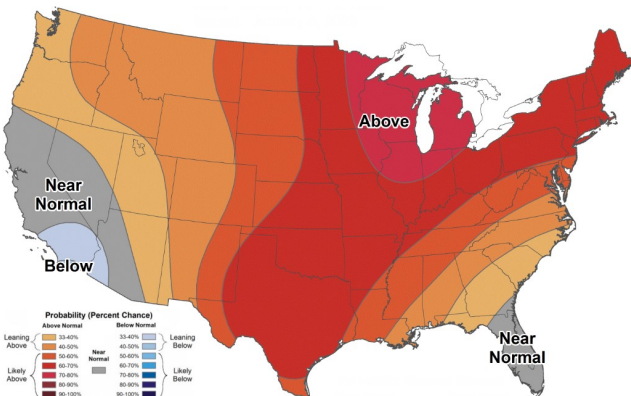 Above
Near
Normal
Below
Near
Normal
Probability (Percent Chance)
Above Normal
Below Normal
Leaning
Above
33-40%
40-50%
Likely
Above
50-60%
60-70%
70-80%
80-90%
90-100%
Near
Normal
33-40%
40-50%
Leaning
Below
50-60%
60-70%
70-80%
80-90%
90-100%
Likely
Below